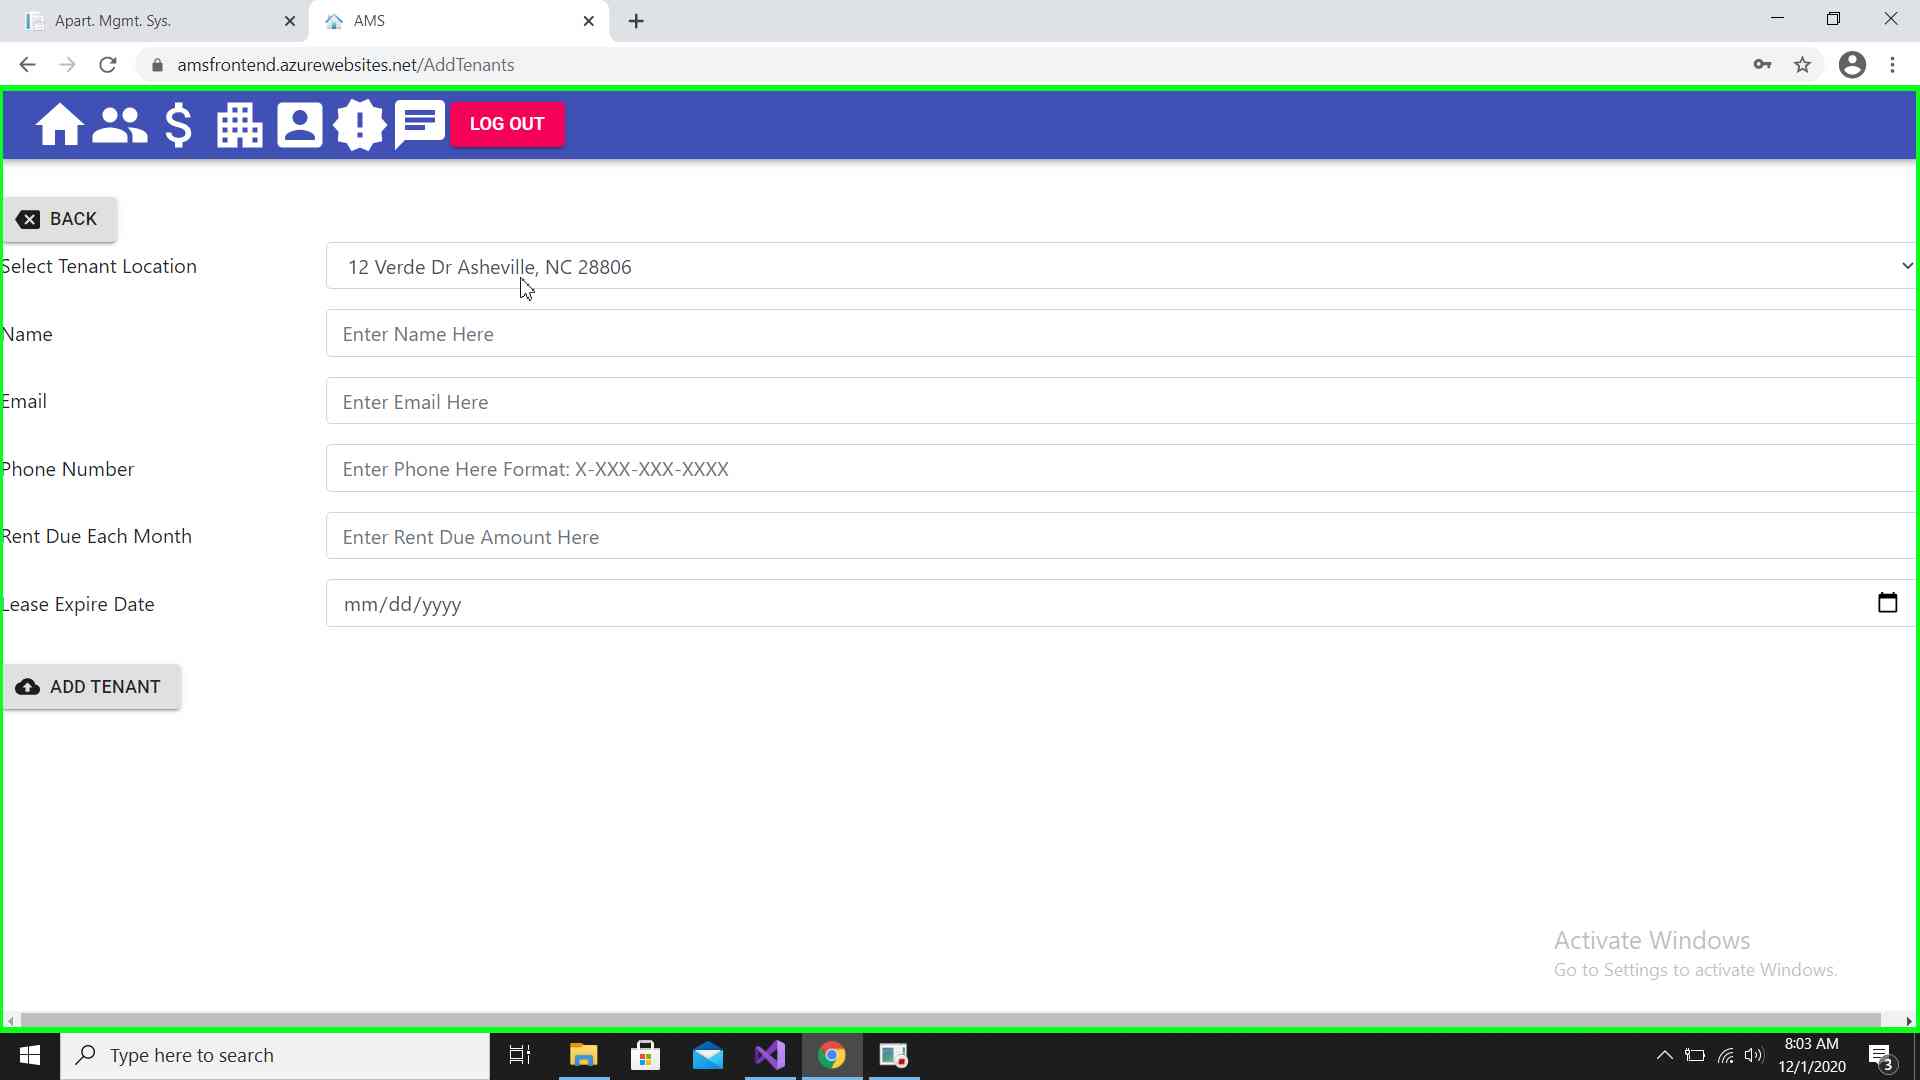 Apart. Mgmt. Sys.
AMS
amsfrontend.azurewebsites.net/AddTenants
LOG OUT
BACK
Select Tenant Location
12 Verde Dr Asheville, NC 28806
Name
Enter Name Here
Email
Enter Email Here
Phone Number
Enter Phone Here Format: X-XXX-XXX-XXXX
Rent Due Each Month
Enter Rent Due Amount Here
Lease Expire Date
mm/dd/yyyy
ADD TENANT
Activate Windows
Go to Settings to activate Windows.
Type here to search
8:03 AM
12/1/2020
3